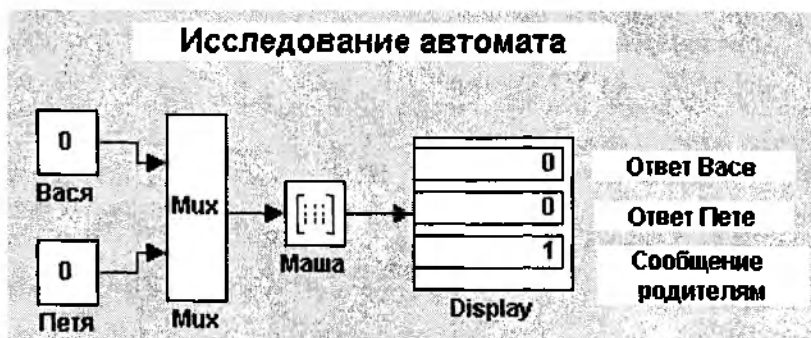 Исследование автомата
0
Вася
0
Петя
Mux
Mux
Маша
0
0
1
Display
Ответ Васе
Ответ Пете
Сообщение
родителям